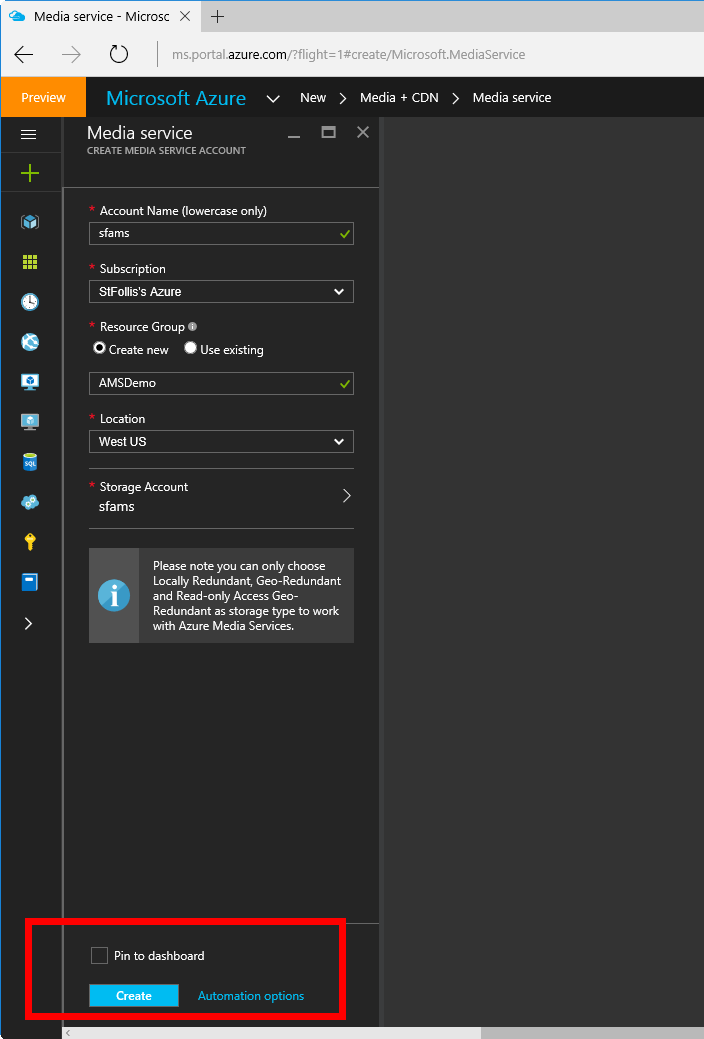 Media service - Microsc
ms.portal.azure.com/?flight=1#create/Microsoft.MediaService
Preview
Microsoft Azure
New
Media + CDN
Media service
Media service
CREATE MEDIA SERVICE ACCOUNT
* Account Name (lowercase only)
sfams
* Subscription
StFollis's Azure
* Resource Group
Create new
Use existing
AMSDemo
* Location
West US
* Storage Account
sfams
Please note you can only choose
Locally Redundant, Geo-Redundant
and Read-only Access Geo-
Redundant as storage type to work
with Azure Media Services.
SQL
Pin to dashboard
Create
Automation options